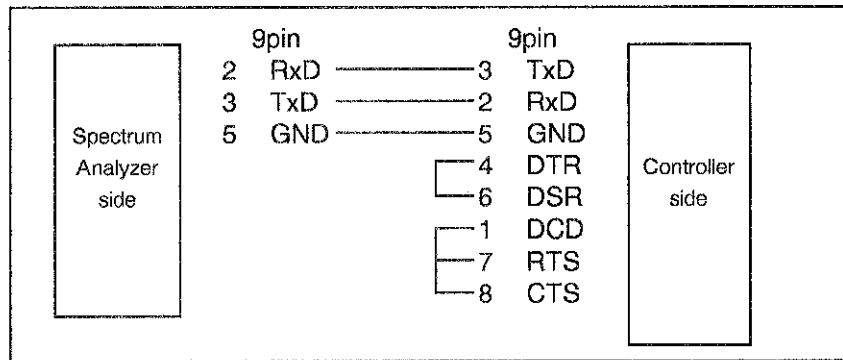 9pin 9pin
2 RxD 3 TxD
3 TxD 2 RxD
5 GND 5 GND
4 DTR
6 DSR
1 DCD
7 RTS
8 CTS
Spectrum
Analyzer
side
Controller
side